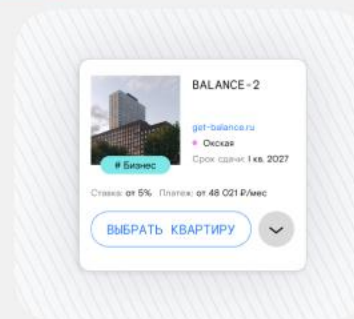 BALANCE-2
get-balance.ru
Окская
Срок сдачи: 1 кв. 2027
# Бизнес
Ставка: от 5% Платеж: от 48 021 ₽/мес
ВЫБРАТЬ КВАРТИРУ